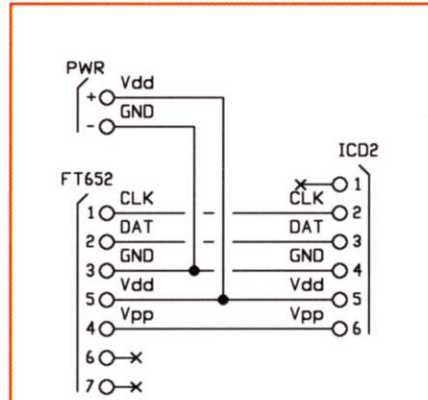 PWR
+ Vdd
- GND
ICD2
FT652
1
1 CLK CLK 2
2 DAT DAT 3
3 GND GND 4
5 Vdd Vdd 5
4 Vpp Vpp 6
6
7